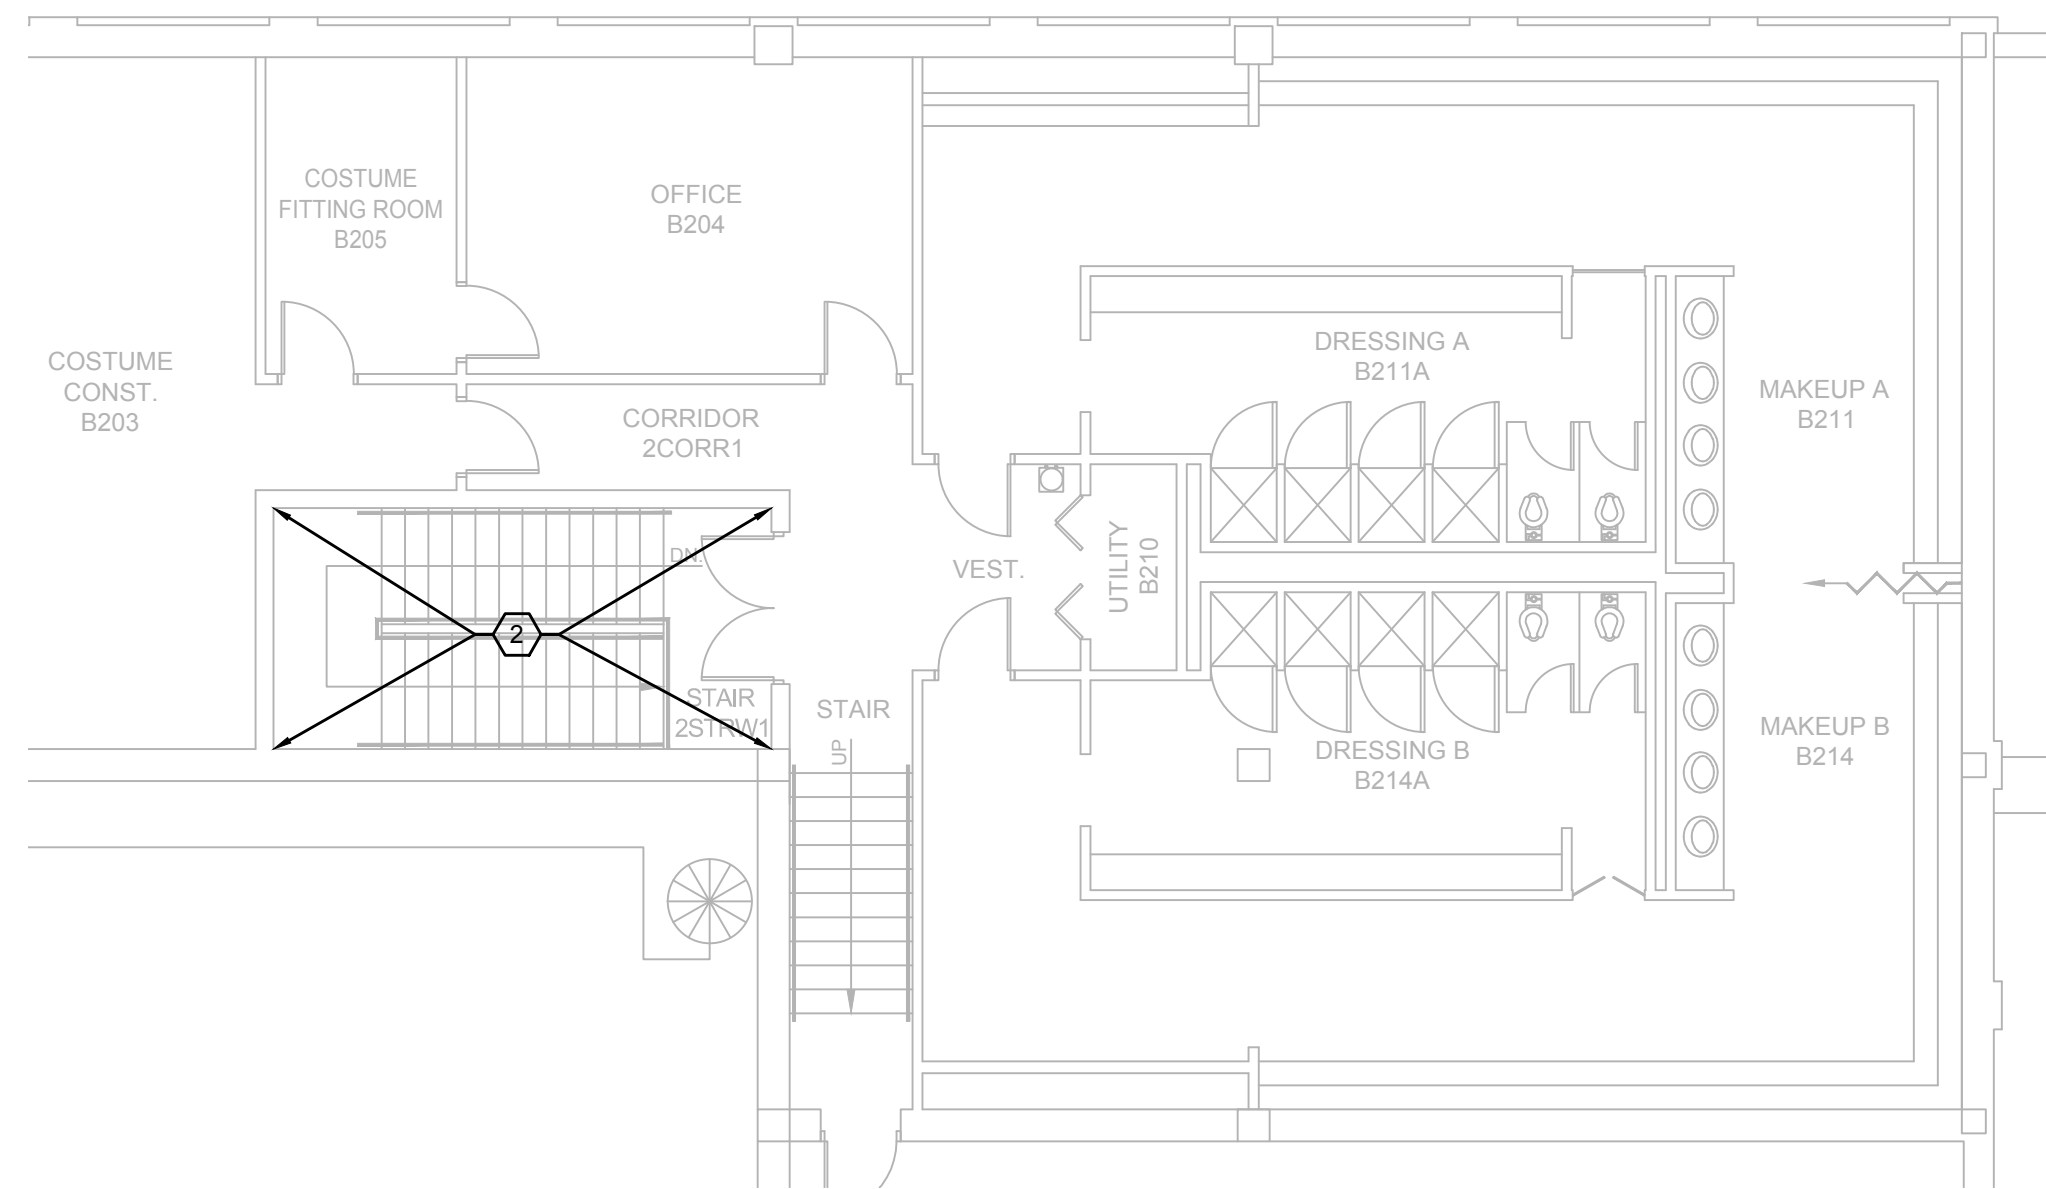 COSTUME
FITTING ROOM
B205
OFFICE
B204
COSTUME
CONST.
B203
CORRIDOR
2CORR1
DRESSING A
B211A
MAKEUP A
B211
DN.
2
VEST.
UTILITY
B210
STAIR
2STRW1
STAIR
UP
DRESSING B
B214A
MAKEUP B
B214